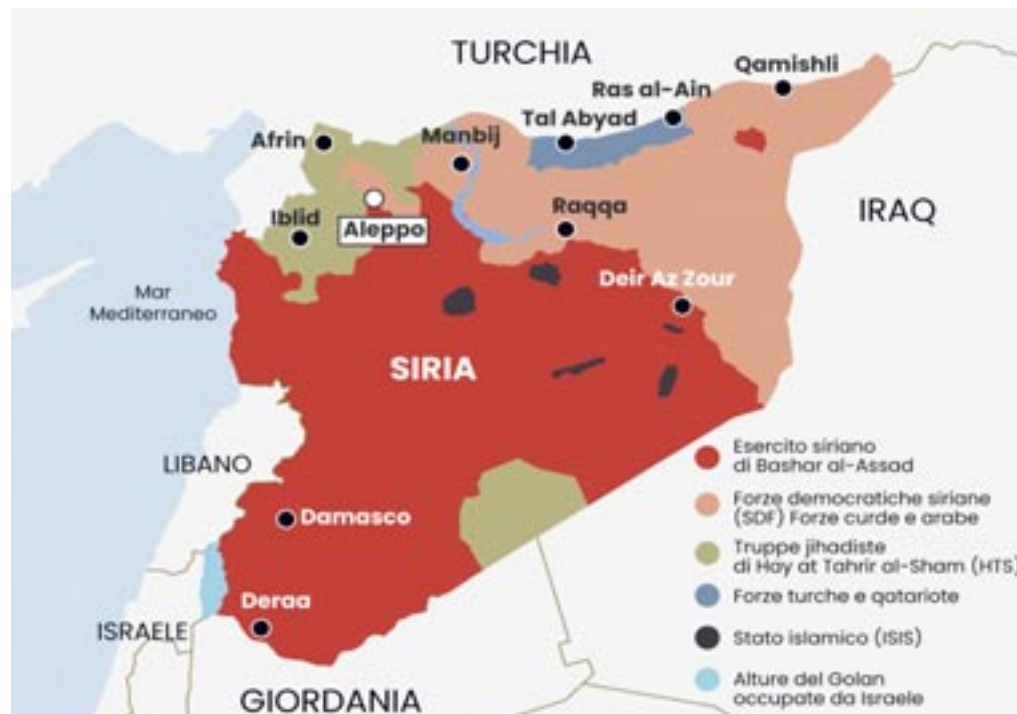 TURCHIA
Qamishli
Ras al-Ain
Tal Abyad
Afrin
Manbij
IRAQ
Iblid
Aleppo
Raqqa
Mar
Mediterraneo
Deir Az Zour
SIRIA
LIBANO
Damasco
Deraa
ISRAELE
GIORDANIA
Esercito siriano
di Bashar al-Assad
Forze democratiche siriane
(SDF) Forze curde e arabe
Truppe jihadiste
di Hay at Tahrir al-Sham (HTS)
Forze turche e qatariote
Stato islamico (ISIS)
Alture del Golan
occupate da Israele